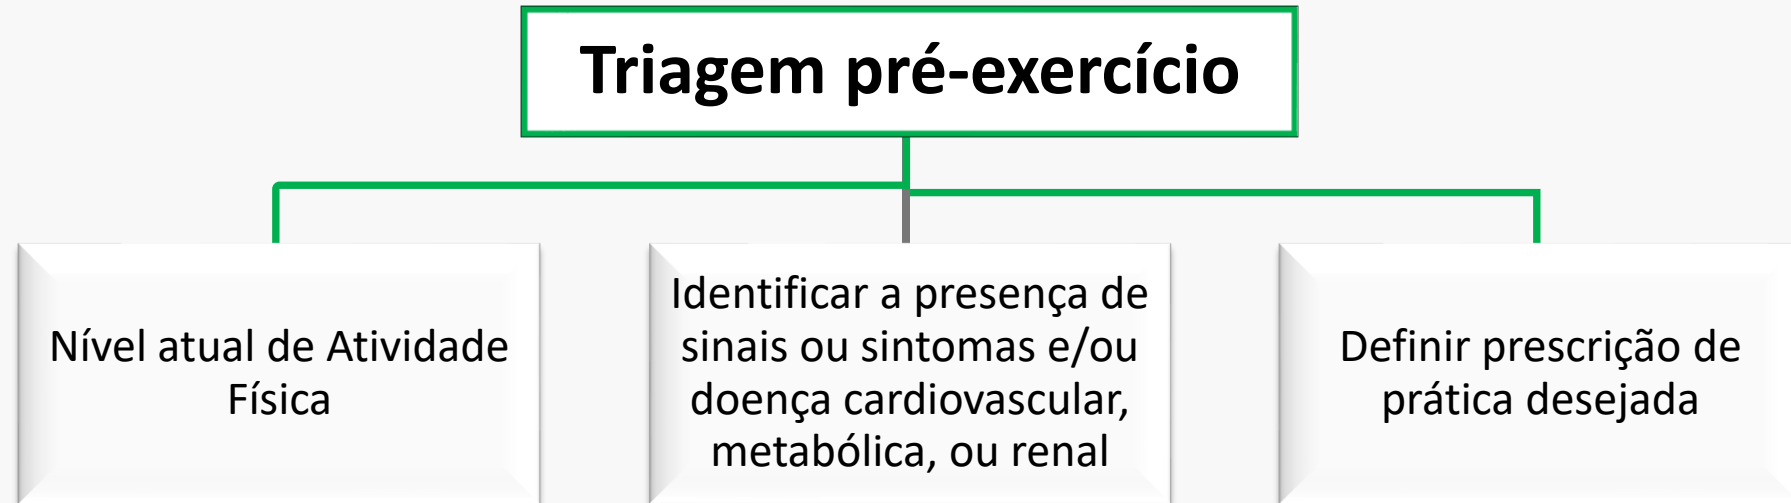 Triagem pré-exercício
Nível atual de Atividade
Física
Identificar a presença de
sinais ou sintomas e/ou
doença cardiovascular,
metabólica, ou renal
Definir prescrição de
prática desejada